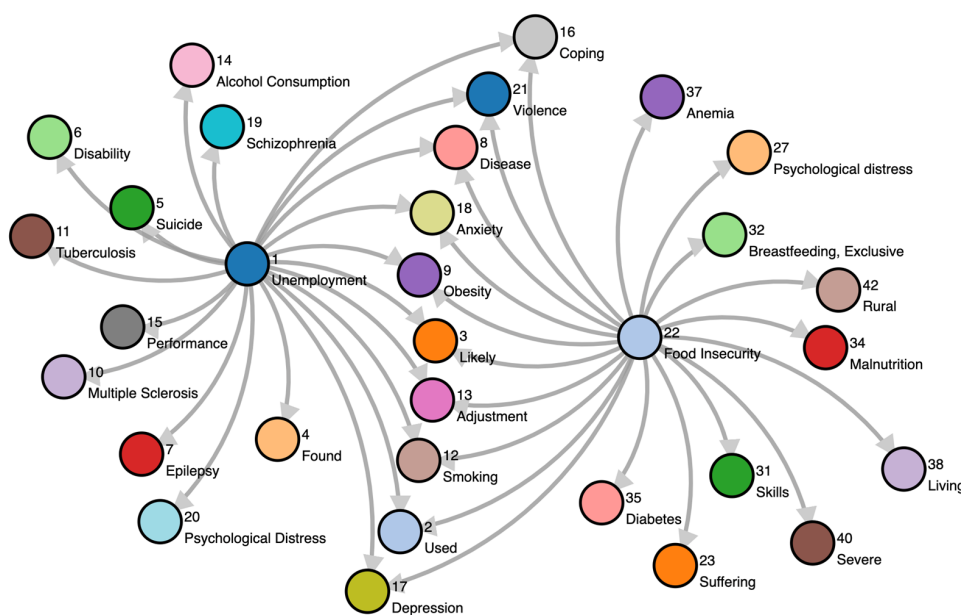 16
Coping
14
Alcohol Consumption
21
Violence
37
Anemia
19
Schizophrenia
6
Disability
8
Disease
27
Psychological distress
5
Suicide
18
Anxiety
11
Tuberculosis
32
Breastfeeding, Exclusive
1
Unemployment
9
Obesity
42
Rural
15
Performance
3
Likely
22
Food Insecurity
34
Malnutrition
10
Multiple Sclerosis
13
Adjustment
7
Epilepsy
4
Found
12
Smoking
38
Living
31
Skills
35
Diabetes
20
Psychological Distress
2
Used
40
Severe
23
Suffering
17
Depression